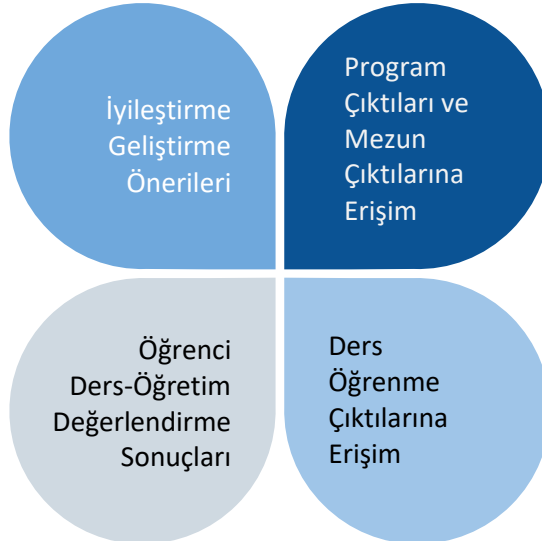 İyileştirme
Geliştirme
Önerileri
Program
Çıktıları ve
Mezun
Çıktılarına
Erişim
Öğrenci
Ders-Öğretim
Değerlendirme
Sonuçları
Ders
Öğrenme
Çıktılarına
Erişim